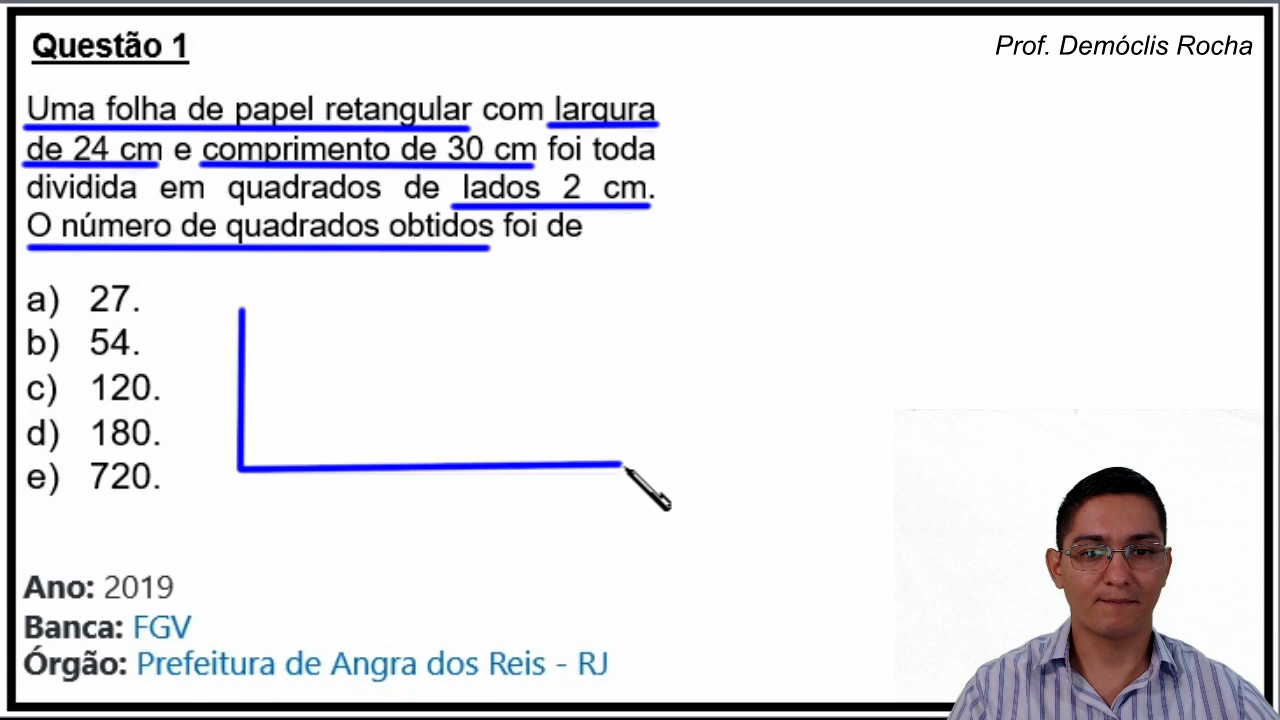 Questão 1
Prof. Demóclis Rocha
Uma folha de papel retangular com largura
de 24 cm e comprimento de 30 cm foi toda
dividida em quadrados de lados 2 cm.
O número de quadrados obtidos foi de
a) 27.
b) 54.
c) 120.
d) 180.
e) 720.
Ano: 2019
Banca: FGV
Órgão: Prefeitura de Angra dos Reis - RJ